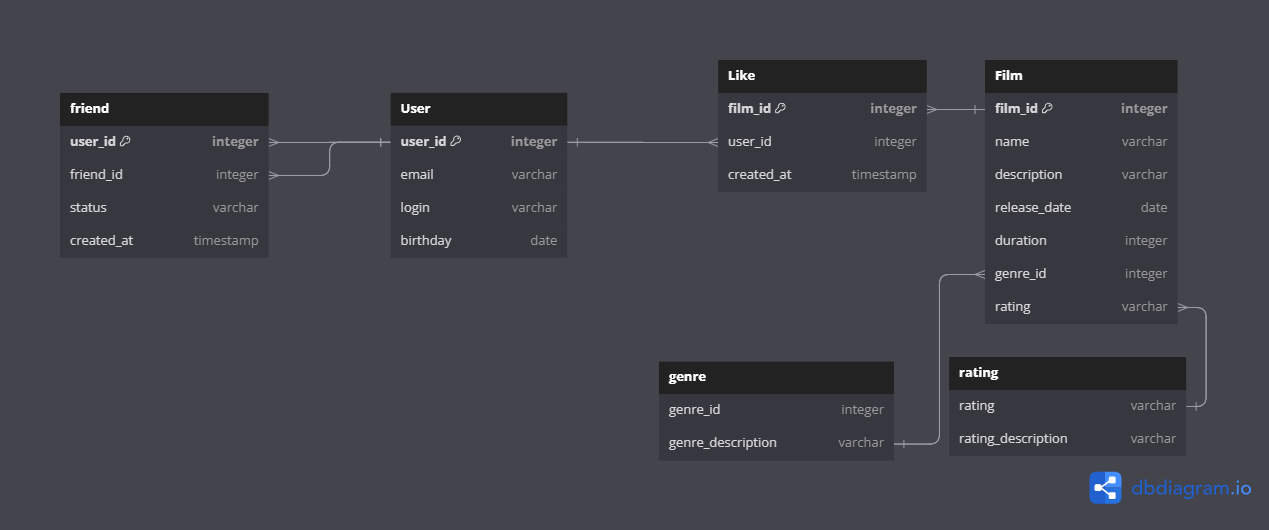 friend
user_id integer
friend_id integer
status varchar
created_at timestamp
User
user_id integer
email varchar
login varchar
birthday date
Like
film_id integer
user_id integer
created_at timestamp
Film
film_id integer
name varchar
description varchar
release_date date
duration integer
genre_id integer
rating varchar
genre
genre_id integer
genre_description varchar
rating
rating varchar
rating_description varchar
dbdiagram.io